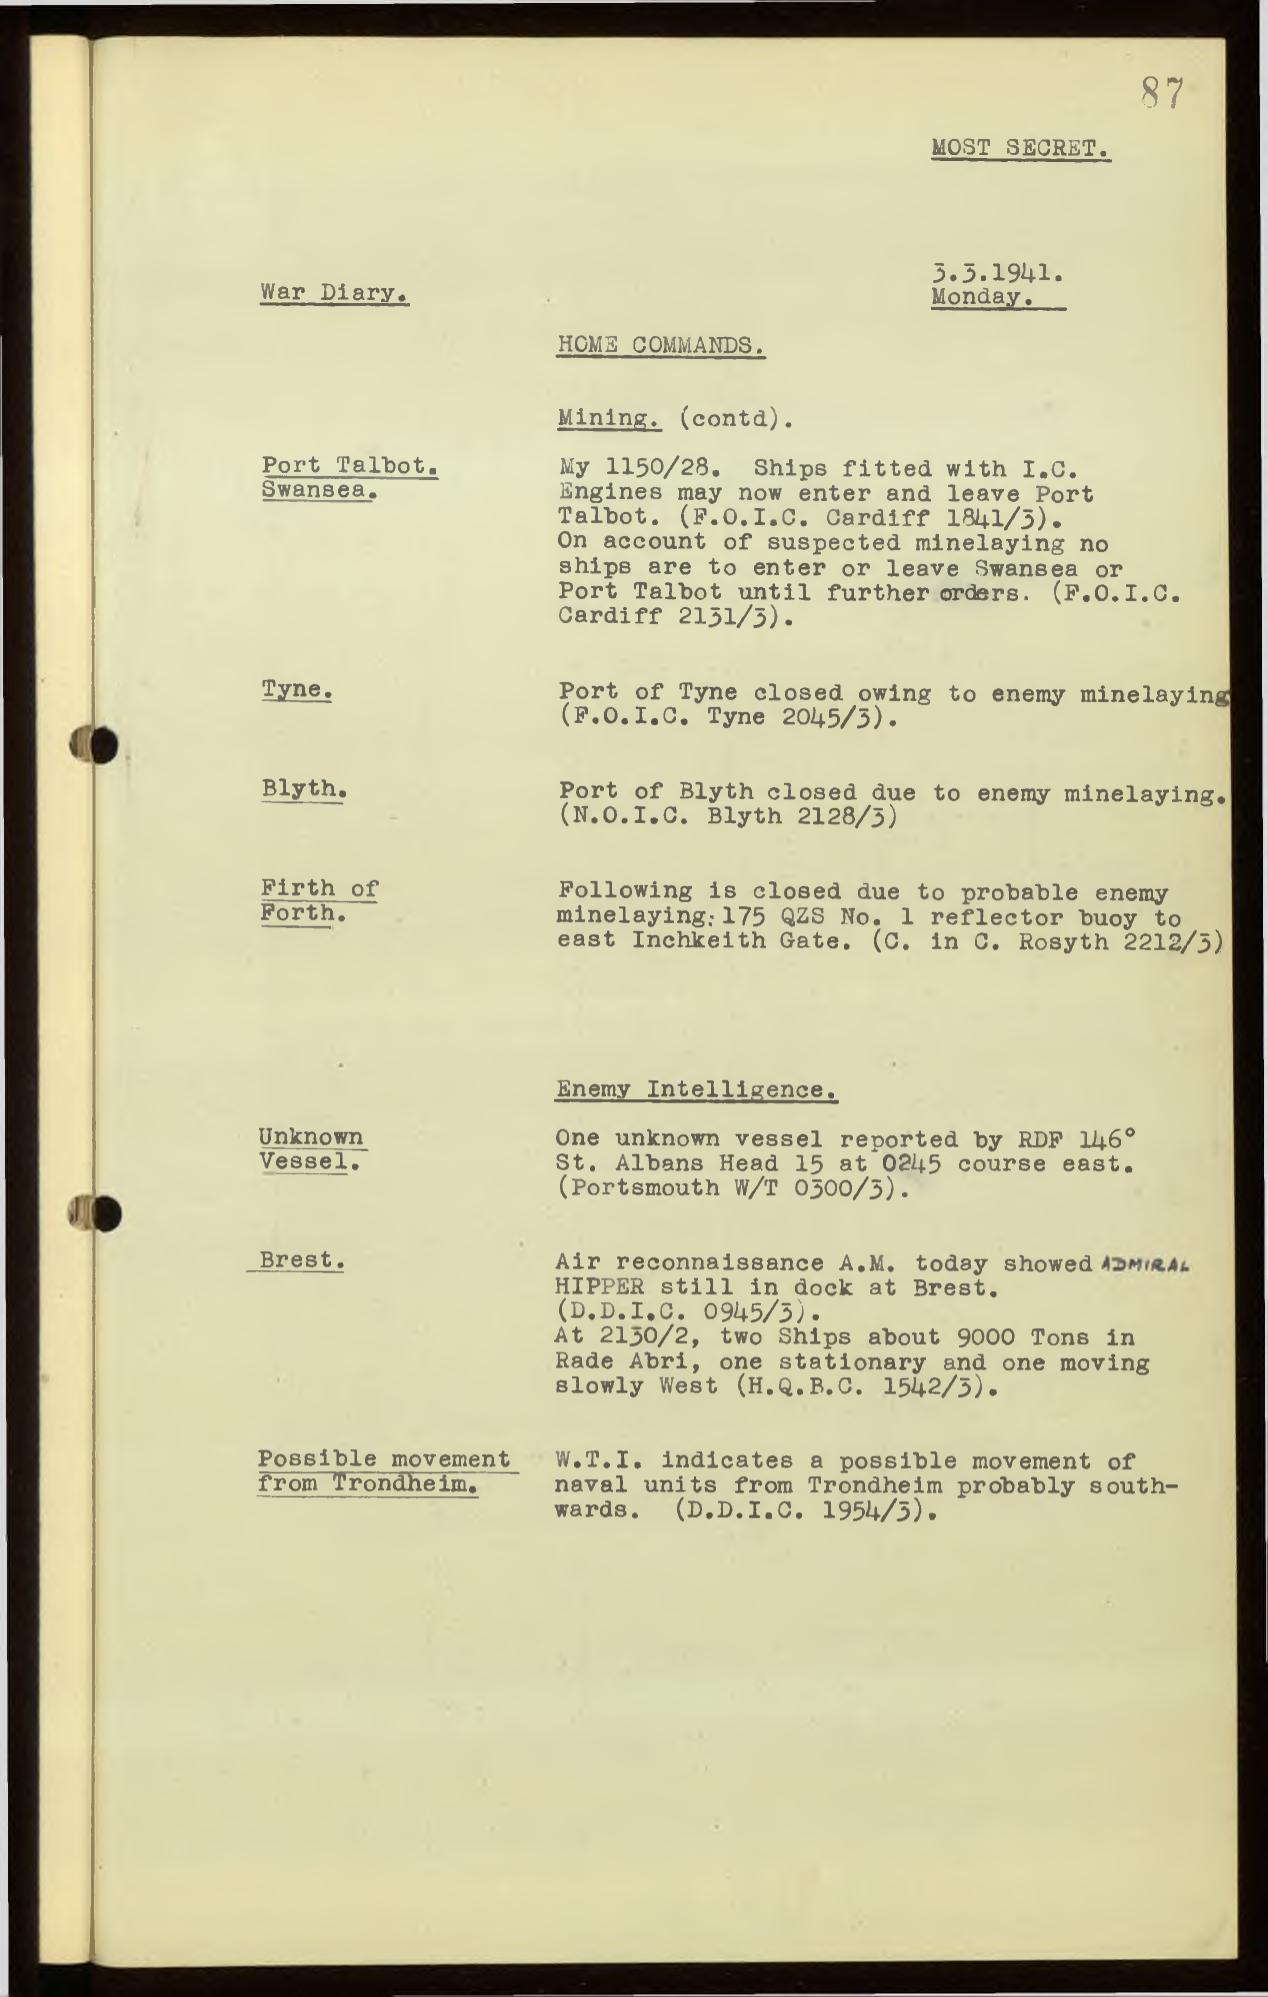 87
MOST SECRET.
3.3.1941.
War Diary.
Monday.
HOME COMMANDS.
Mining. (contd).
Port Talbot.
Swansea.
My 1150/28. Ships fitted with I.C.
Engines may now enter and leave Port
Talbot. (F.O.I.C. Cardiff 1841/3).
On account of suspected minelaying no
ships are to enter or leave Swansea or
Port Talbot until further orders. (F.O.I.C.
Cardiff 2131/3).
Tyne.
Port of Tyne closed owing to enemy minelaying
(F.O.I.C. Tyne 2045/3).
Blyth.
Port of Blyth closed due to enemy minelaying.
(N.O.I.C. Blyth 2128/3)
Firth of
Forth.
Following is closed due to probable enemy
minelaying: 175 QZS No. 1 reflector buoy to
east Inchkeith Gate. (C. in C. Rosyth 2212/3)
Enemy Intelligence.
Unknown
Vessel.
One unknown vessel reported by RDF 146°
St. Albans Head 15 at 0245 course east.
(Portsmouth W/T 0300/3).
Brest.
Air reconnaissance A.M. today showed ADMIRAL
HIPPER still in dock at Brest.
(D.D.I.C. 0945/3).
At 2130/2, two Ships about 9000 Tons in
Rade Abri, one stationary and one moving
slowly West (H.Q.B.C. 1542/3).
Possible movement
from Trondheim.
W.T.I. indicates a possible movement of
naval units from Trondheim probably south-
wards. (D.D.I.C. 1954/3).